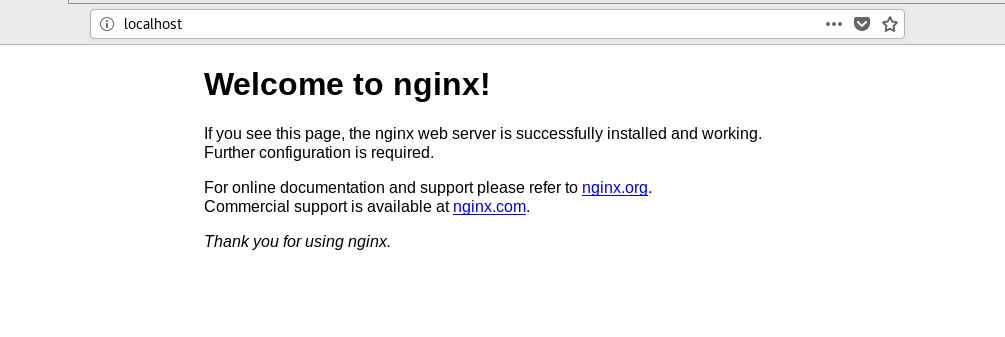 localhost
Welcome to nginx!
If you see this page, the nginx web server is successfully installed and working.
Further configuration is required.
For online documentation and support please refer to nginx.org.
Commercial support is available at nginx.com.
Thank you for using nginx.